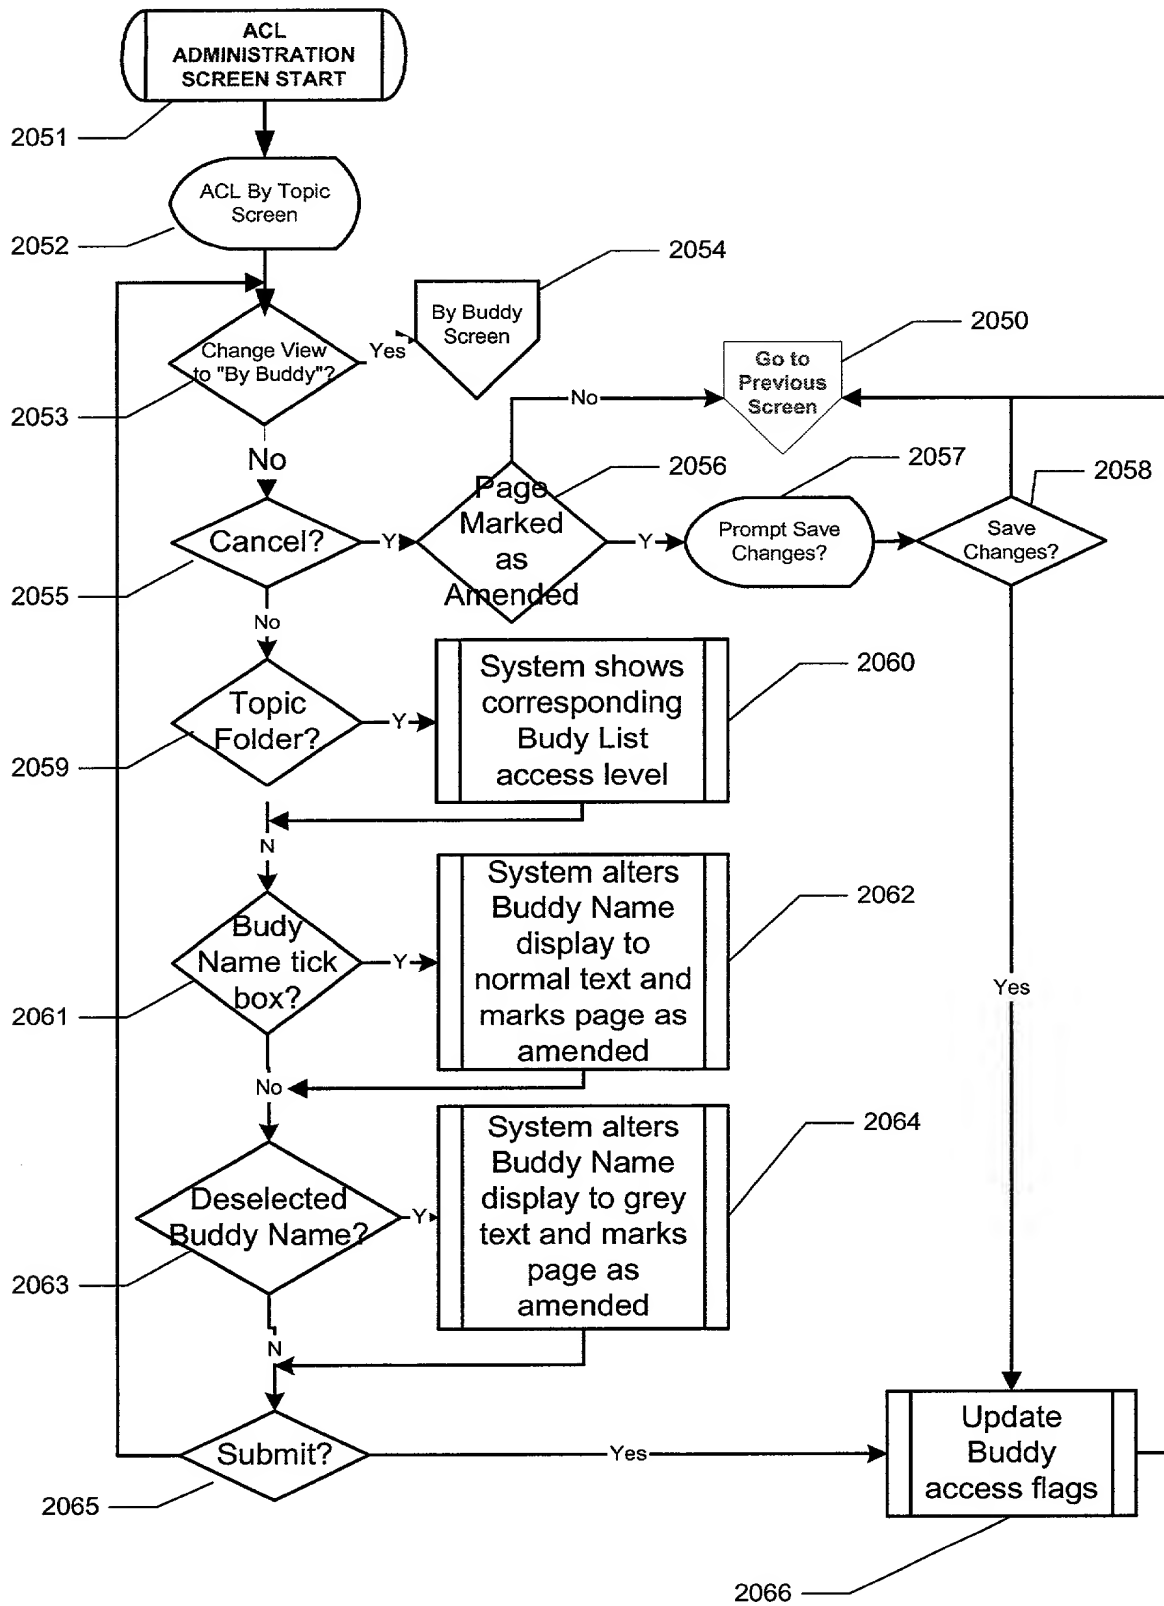 ACL
ADMINISTRATION
SCREEN START
2051
ACL By Topic
Screen
2052
2054
By Buddy
Screen
Yes
Change View
to "By Buddy"?
2053
2050
Go to
Previous
Screen
No
No
2056
2057
2058
Page
Marked
as
Amended
Cancel?
Y
Y
Prompt Save
Changes?
Save
Changes?
2055
No
2060
System shows
corresponding
Budy List
access level
Topic
Folder?
Y
2059
N
2062
System alters
Buddy Name
display to
normal text and
marks page as
amended
Budy
Name tick
box?
Y
2061
Yes
No
2064
System alters
Buddy Name
display to grey
text and marks
page as
amended
Deselected
Buddy Name?
Y
2063
N
Submit?
Yes
Update
Buddy
access flags
2065
2066